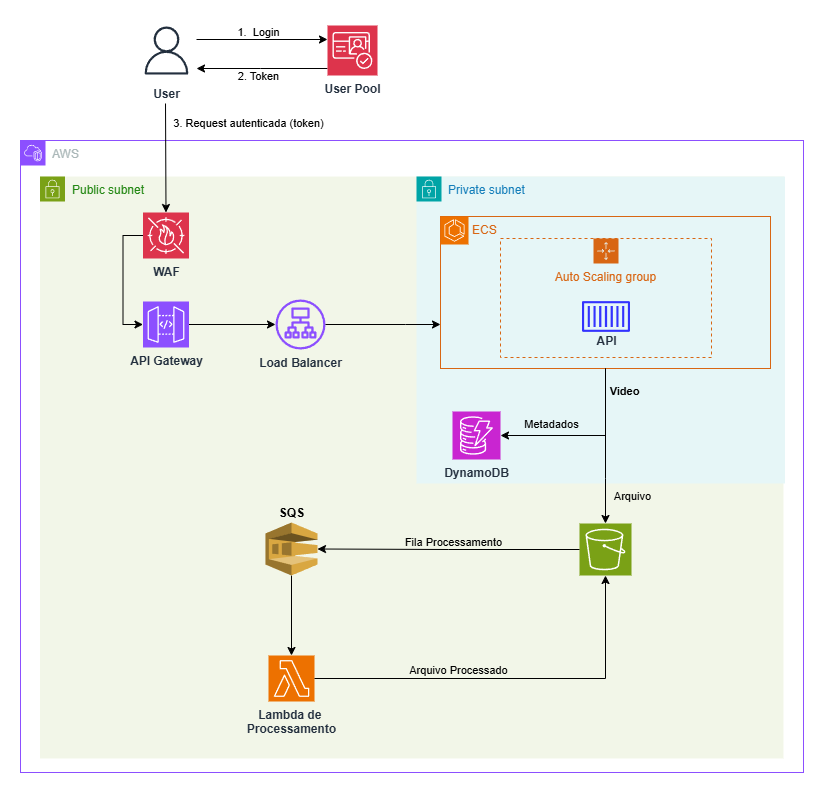 1. Login
2. Token
User
User Pool
3. Request autenticada (token)
AWS
Public subnet
Private subnet
ECS
WAF
Auto Scaling group
API
API Gateway
Load Balancer
Video
Metadados
DynamoDB
Arquivo
SQS
Fila Processamento
Arquivo Processado
Lambda de
Processamento